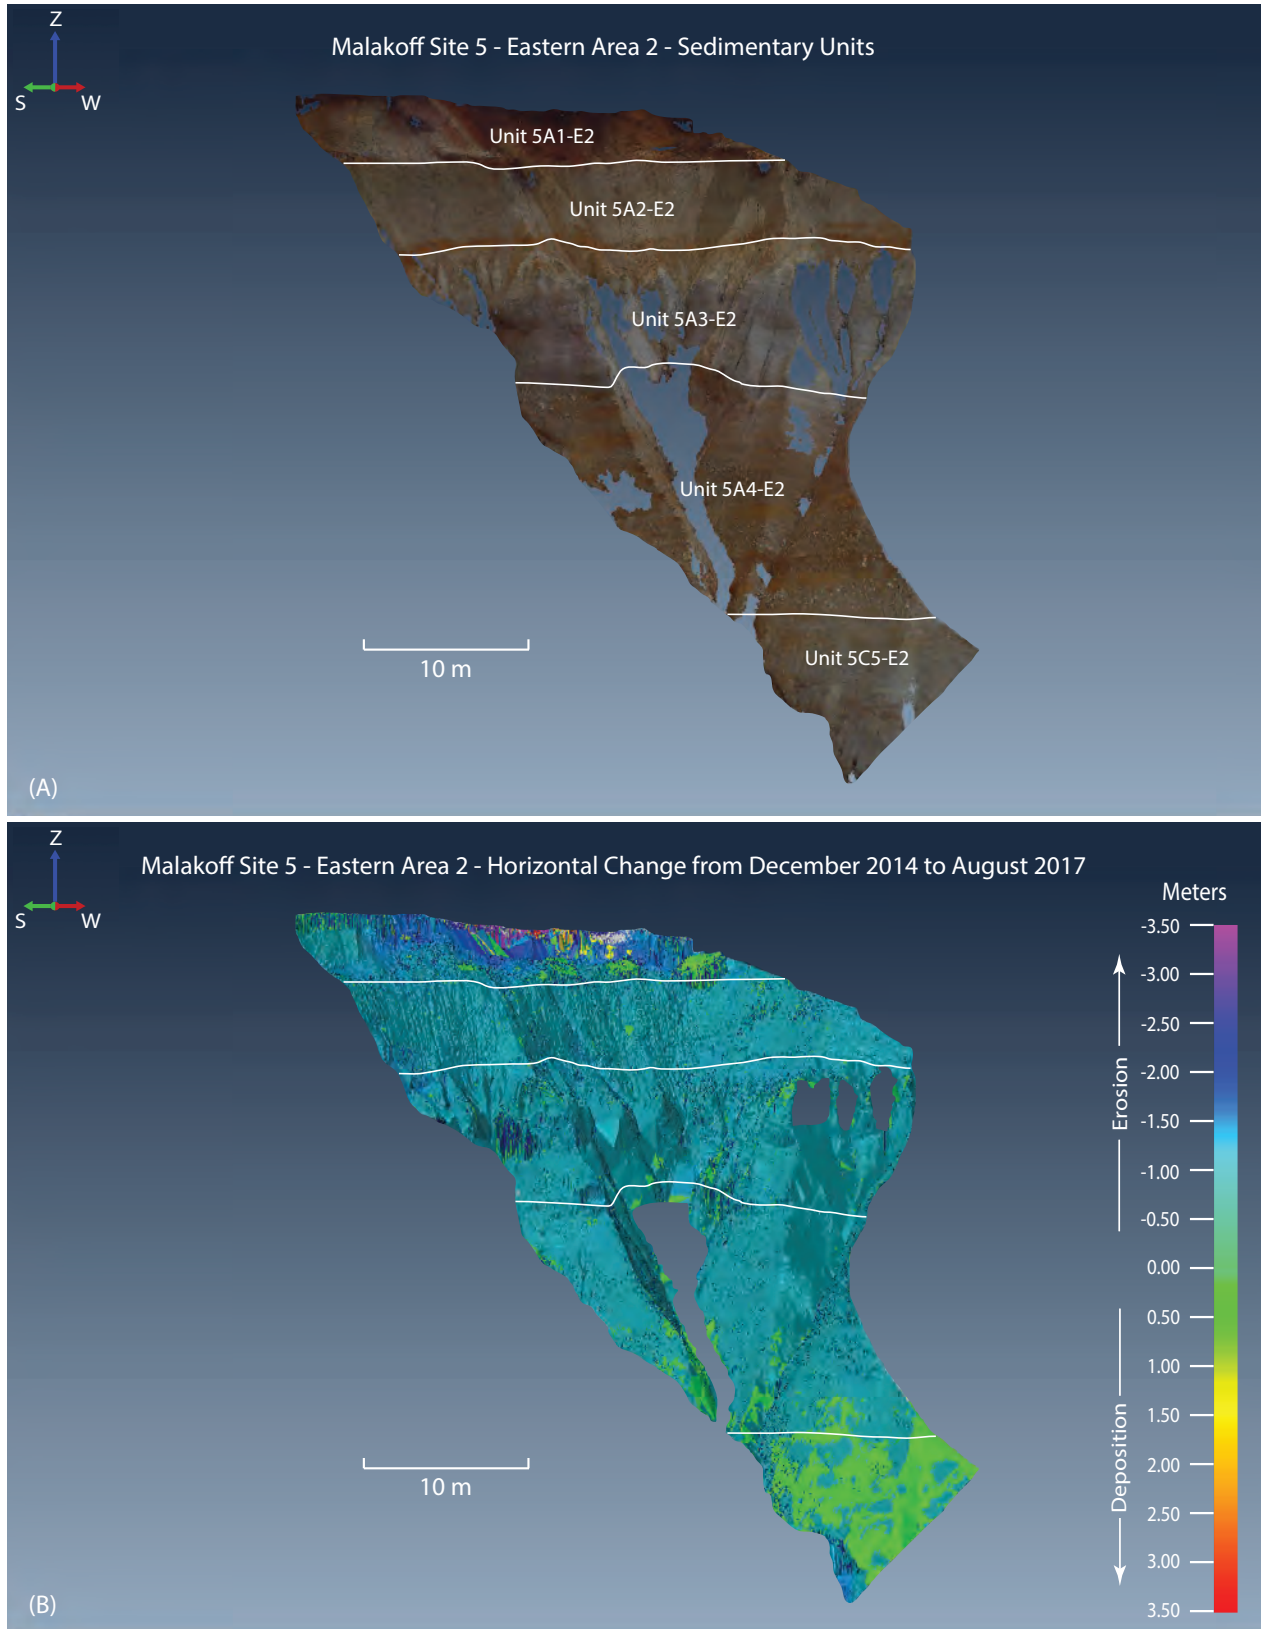 Z
S W
Malakoff Site 5 - Eastern Area 2 - Sedimentary Units
Unit 5A1-E2
Unit 5A2-E2
Unit 5A3-E2
Unit 5A4-E2
Unit 5C5-E2
10 m
(A)
Z
S W
Malakoff Site 5 - Eastern Area 2 - Horizontal Change from December 2014 to August 2017
Meters
-3.50
-3.00
-2.50
-2.00
-1.50
-1.00
-0.50
0.00
0.50
1.00
1.50
2.00
2.50
3.00
3.50
Erosion
Deposition
10 m
(B)